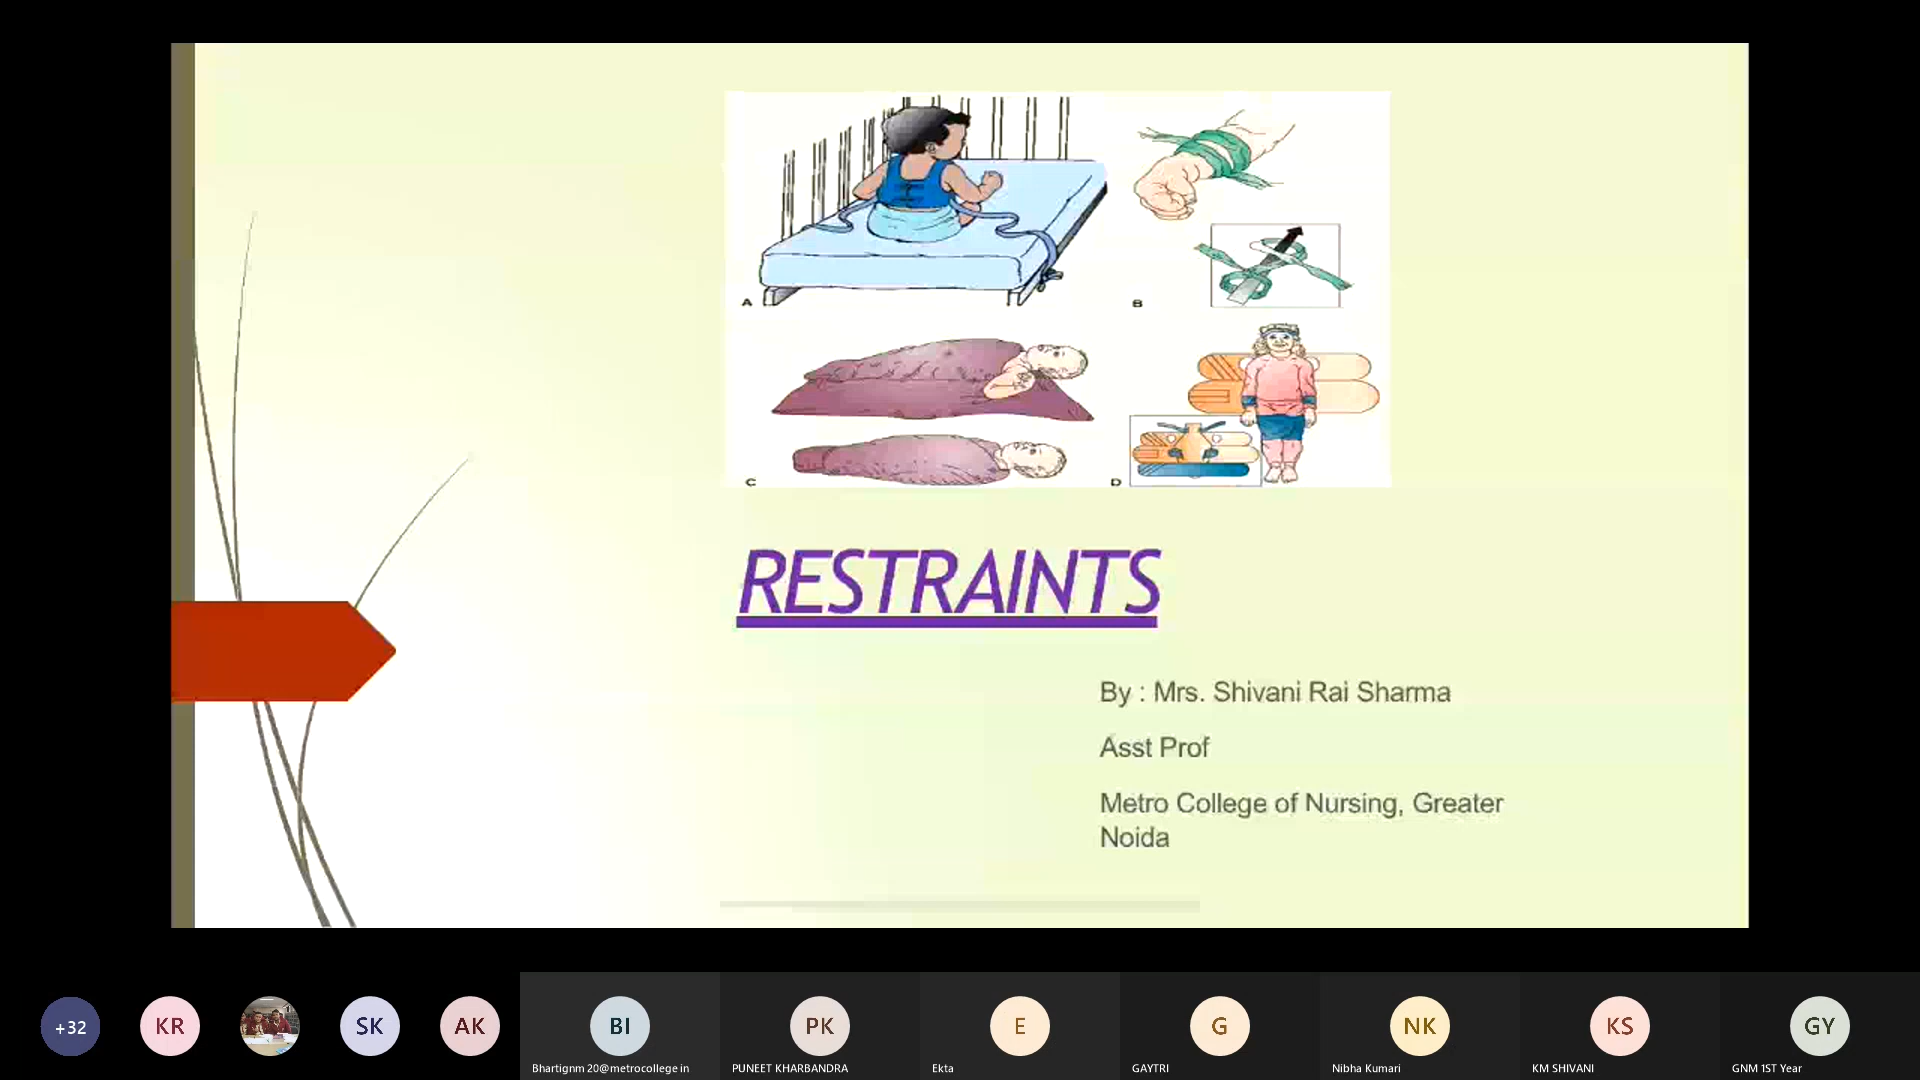 A
B
C
D
RESTRAINTS
By : Mrs. Shivani Rai Sharma
Asst Prof
Metro College of Nursing, Greater
Noida
+32
KR
SK
AK
BI
PK
E
G
NK
KS
GY
Bhartignm 20@metrocollege in
PUNEET KHARBANDRA
Ekta
GAYTRI
Nibha Kumari
KM SHIVANI
GNM 1ST Year